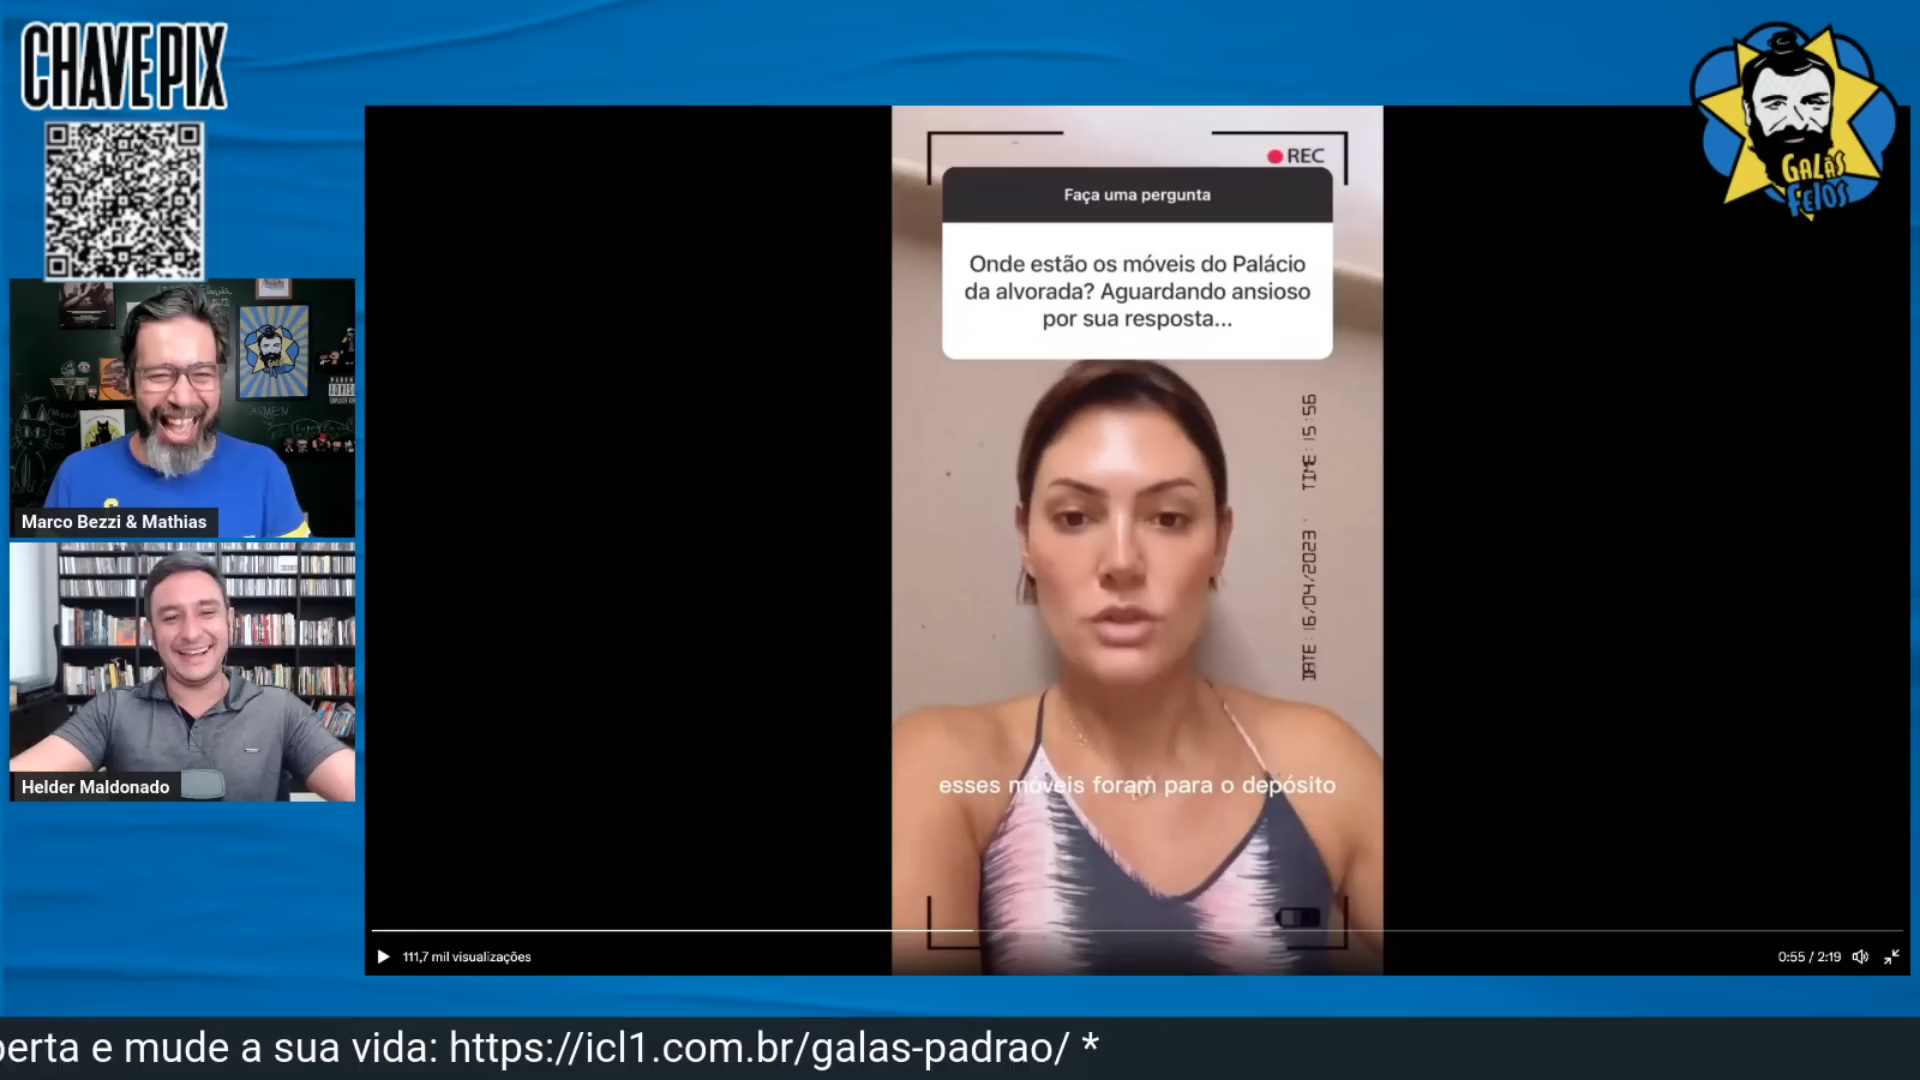 CHAVE PIX
GALÃS
FEIOS
REC
Faça uma pergunta
Onde estão os móveis do Palácio
da alvorada? Aguardando ansioso
por sua resposta...
TIME : 15 : 56
DATE : 16/04/2023
CARMEN
Marco Bezzi & Mathias
Helder Maldonado
esses móveis foram para o depósito
111,7 mil visualizações
0:55 / 2:19
perta e mude a sua vida: https://icl1.com.br/galas-padrao/ *